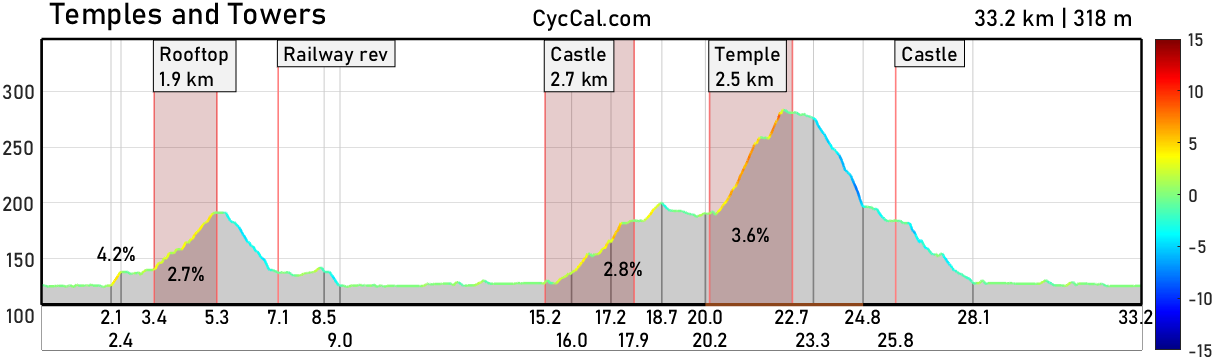 Temples and Towers
CycCal.com
33.2 km | 318 m
Rooftop
1.9 km
Railway rev
Castle
2.7 km
Temple
2.5 km
Castle
300
250
200
150
100
4.2%
2.7%
2.8%
3.6%
2.1 3.4 5.3 7.1 8.5 15.2 17.2 18.7 20.0 22.7 24.8 28.1 33.2
2.4 9.0 16.0 17.9 20.2 23.3 25.8
15
10
5
0
-5
-10
-15